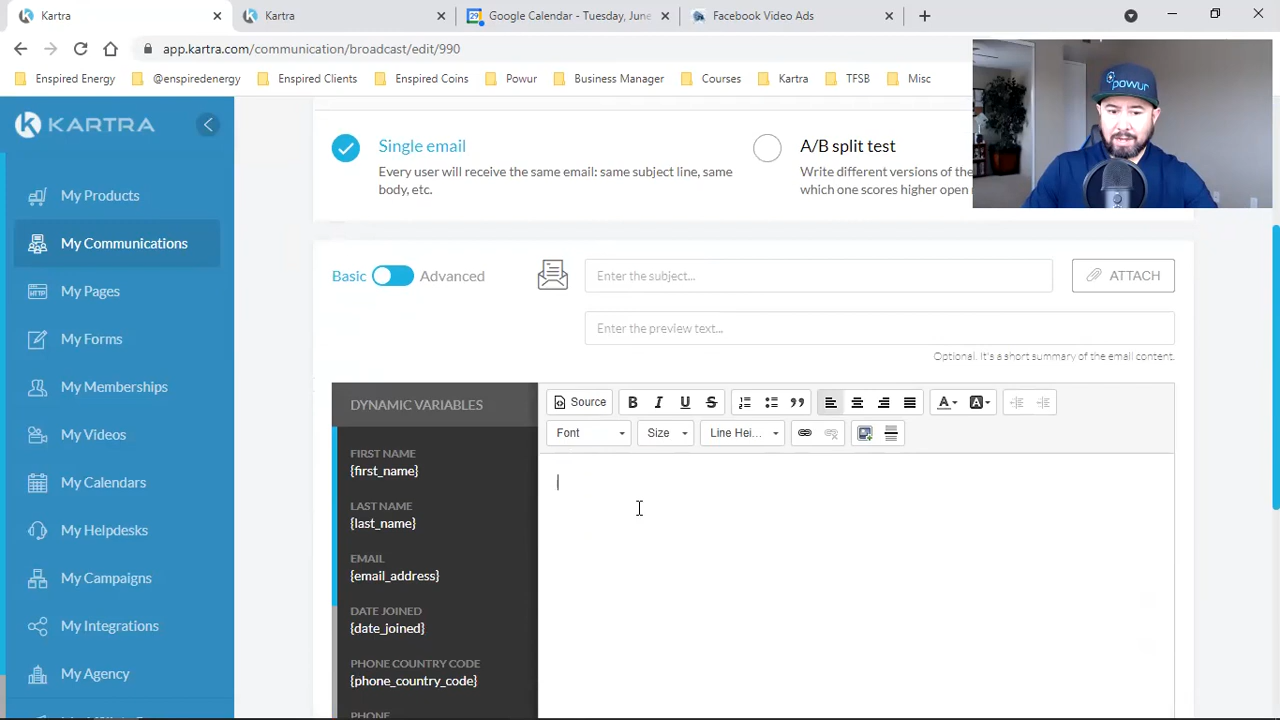 Kartra
Kartra
Google Calendar - Tuesday, June
Facebook Video Ads
app.kartra.com/communication/broadcast/edit/990
Enspired Energy
@enspiredenergy
Enspired Clients
Enspired Coins
Powur
Business Manager
Courses
Kartra
TFSB
Misc
powur
KARTRA
My Products
My Communications
My Pages
My Forms
My Memberships
My Videos
My Calendars
My Helpdesks
My Campaigns
My Integrations
My Agency
Single email
Every user will receive the same email: same subject line, same
body, etc.
A/B split test
Write different versions of the
which one scores higher open
Basic
Advanced
Enter the subject...
ATTACH
Enter the preview text...
Optional. It's a short summary of the email content.
DYNAMIC VARIABLES
FIRST NAME
{first_name}
LAST NAME
{last_name}
EMAIL
{email_address}
DATE JOINED
{date_joined}
PHONE COUNTRY CODE
{phone_country_code}
PHONE
Source
B I U S
Font
Size
Line Hei...